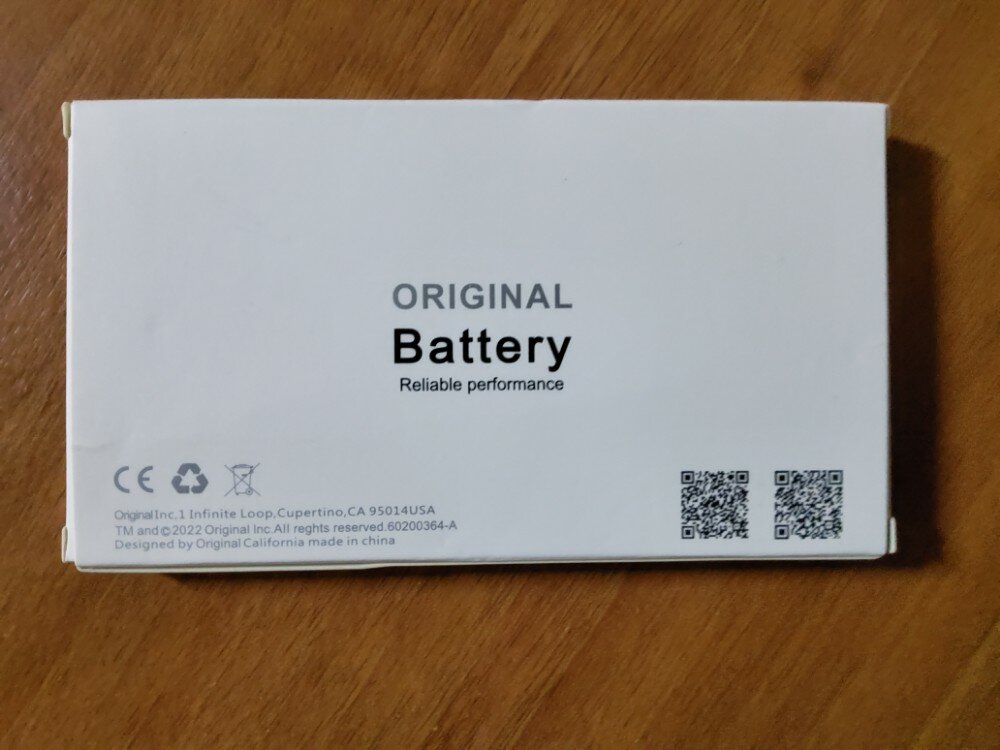 ORIGINAL
Battery
Reliable performance
CE
Original Inc,1 Infinite Loop,Cupertino,CA 95014USA
TM and©2022 Original Inc.All reghts reserved.60200364-A
Designed by Original California made in china